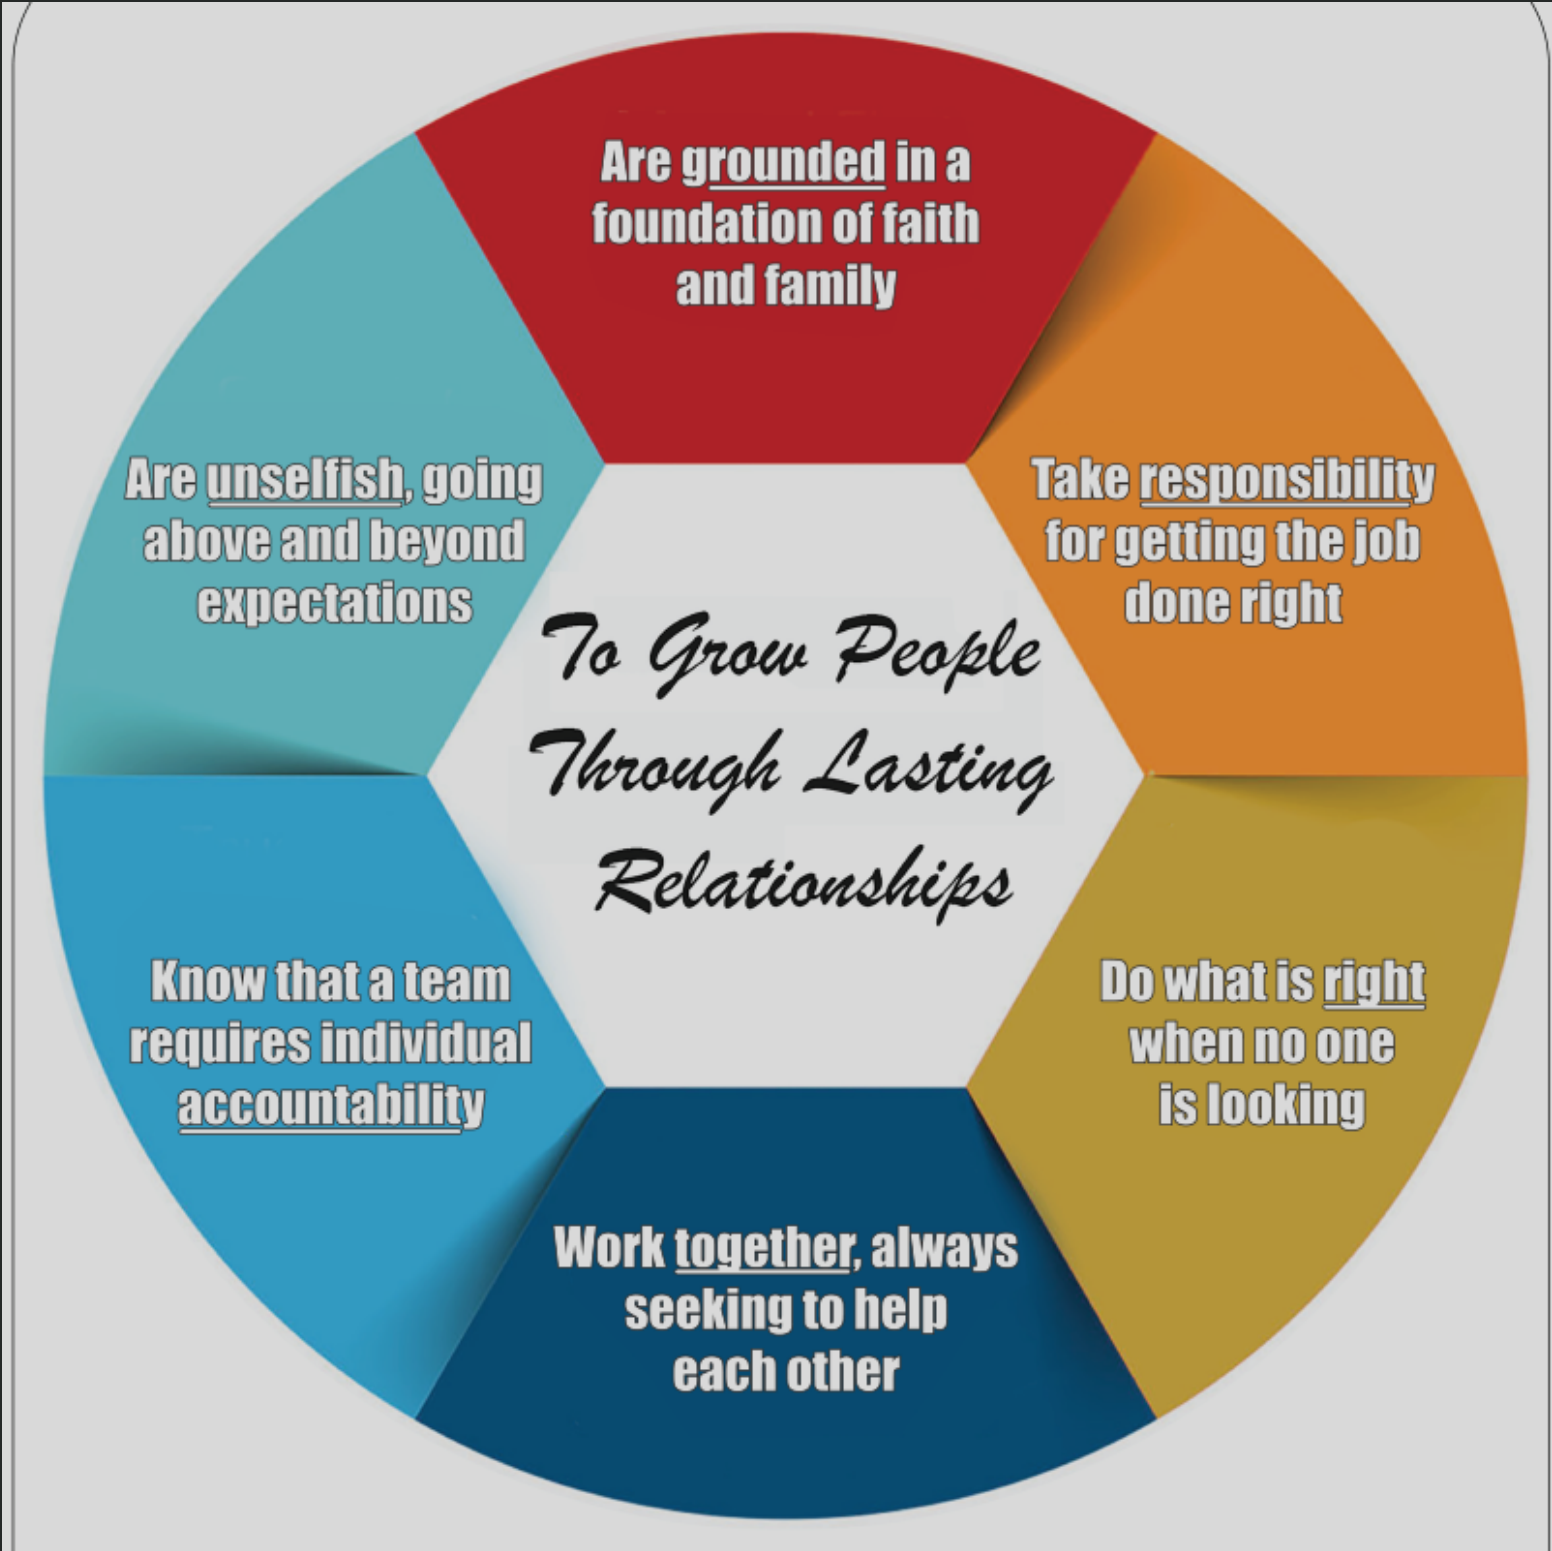 Are grounded in a
foundation of faith
and family
Take responsibility
for getting the job
done right
Do what is right
when no one
is looking
Work together, always
seeking to help
each other
Know that a team
requires individual
accountability
Are unselfish, going
above and beyond
expectations
To Grow People
Through Lasting
Relationships